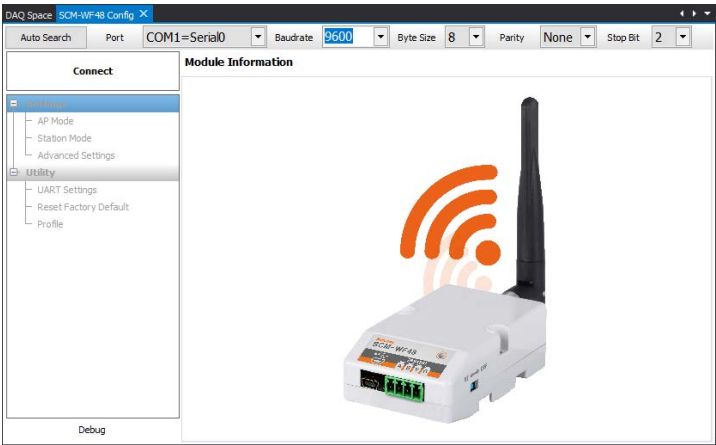 DAQ Space SCM-WF48 Config
Auto Search Port COM1=Serial0 Baudrate 9600 Byte Size 8 Parity None Stop Bit 2
Connect
Module Information
Settings
AP Mode
Station Mode
Advanced Settings
Utility
UART Settings
Reset Factory Default
Profile
SCM-WF48
Debug